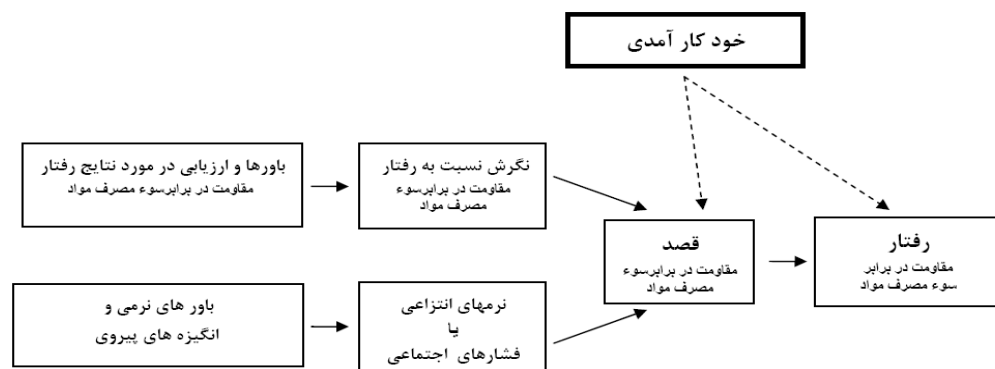 خود کار آمدی
باورها و ارزیابی در مورد نتایج رفتار
مقاومت در برابرسوء مصرف مواد
نگرش نسبت به رفتار
مقاومت در برابرسوء
مصرف مواد
قصد
مقاومت در برابرسوء
مصرف مواد
رفتار
مقاومت در برابر
سوء مصرف مواد
باور های نرمی و
انگیزه های پیروی
نرمهای انتزاعی
یا
فشارهای اجتماعی